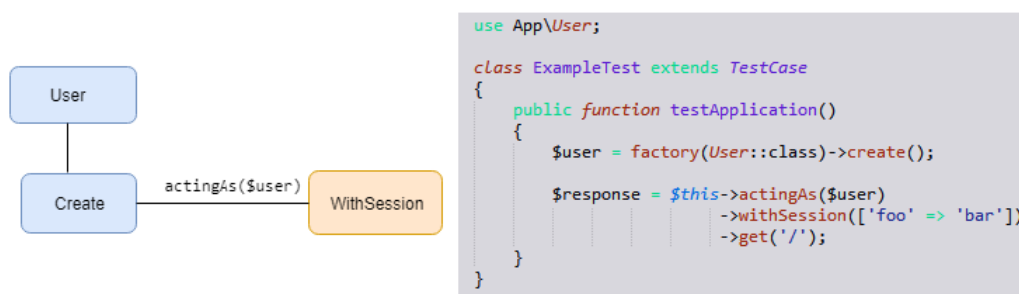 User
Create
actingAs($user)
WithSession
use App\User;
class ExampleTest extends TestCase
{
public function testApplication()
{
$user = factory(User::class)->create();
$response = $this->actingAs($user)
->withSession(['foo' => 'bar'])
->get('/');
}
}